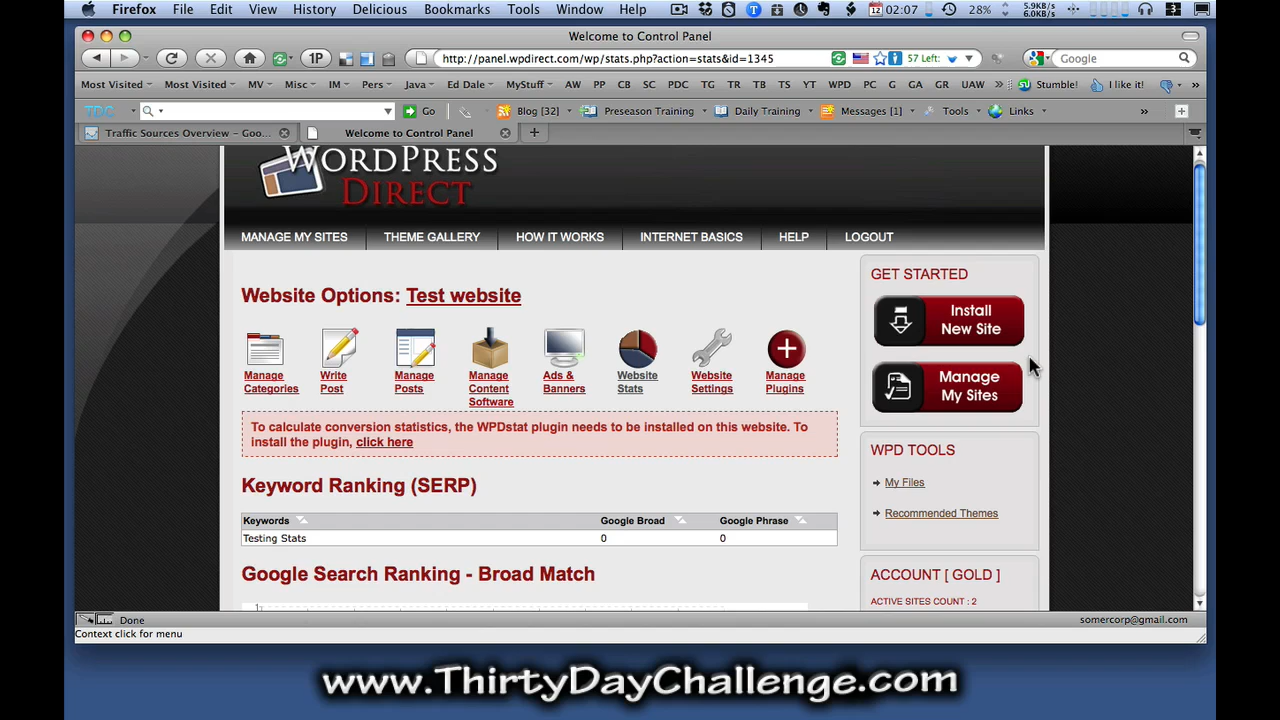 Firefox File Edit View History Delicious Bookmarks Tools Window Help 12 02:07 28% 5.9KB/s 6.0KB/s 3
Welcome to Control Panel
1P http://panel.wpdirect.com/wp/stats.php?action=stats&id=1345 57 Left: Google
Most Visited Most Visited MV Misc IM Pers Java Ed Dale MyStuff AW PP CB SC PDC TG TR TB TS YT WPD PC G GA GR UAW » Stumble! I like it! »
TDC Go Blog [32] Preseason Training Daily Training Messages [1] Tools Links »
Traffic Sources Overview – Goo... Welcome to Control Panel
WORDPRESS
DIRECT
MANAGE MY SITES THEME GALLERY HOW IT WORKS INTERNET BASICS HELP LOGOUT
Website Options: Test website
Manage Categories
Write Post
Manage Posts
Manage Content Software
Ads & Banners
Website Stats
Website Settings
Manage Plugins
To calculate conversion statistics, the WPDstat plugin needs to be installed on this website. To
install the plugin, click here
Keyword Ranking (SERP)
Keywords Google Broad Google Phrase
Testing Stats 0 0
Google Search Ranking - Broad Match
1
GET STARTED
Install
New Site
Manage
My Sites
WPD TOOLS
My Files
Recommended Themes
ACCOUNT [ GOLD ]
ACTIVE SITES COUNT : 2
Done somercorp@gmail.com
Context click for menu
www.ThirtyDayChallenge.com